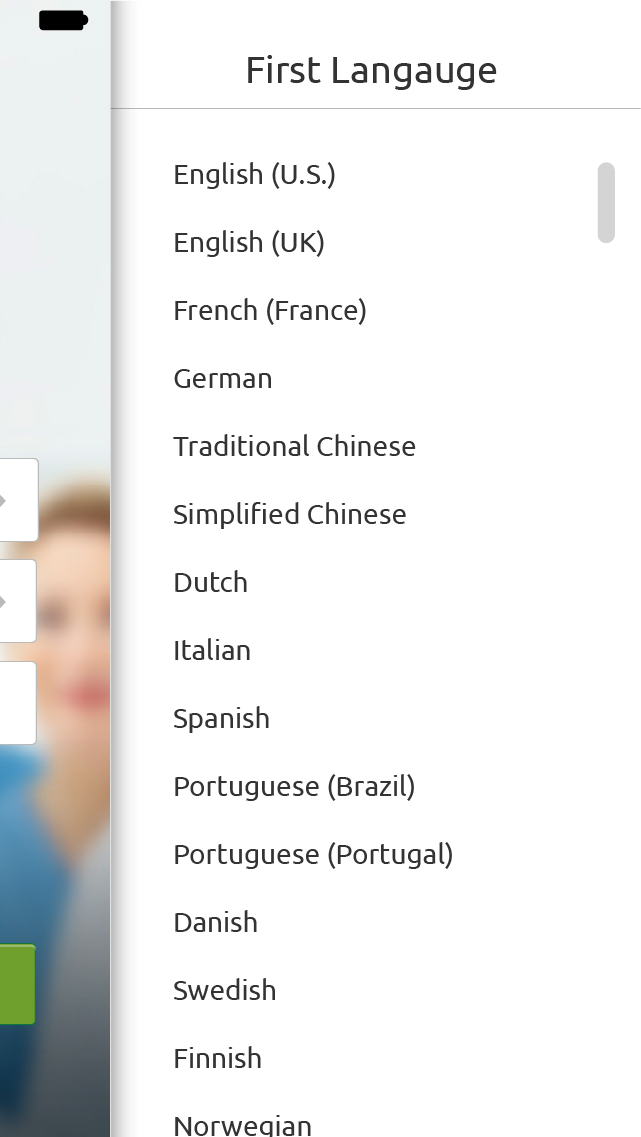 First Langauge
English (U.S.)
English (UK)
French (France)
German
Traditional Chinese
Simplified Chinese
Dutch
Italian
Spanish
Portuguese (Brazil)
Portuguese (Portugal)
Danish
Swedish
Finnish
Norwegian